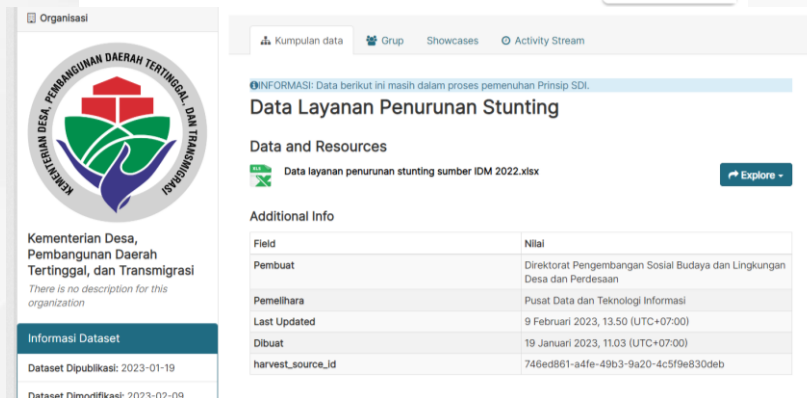 Organisasi
KEMENTERIAN DESA, PEMBANGUNAN DAERAH TERTINGGAL, DAN TRANSMIGRASI
Kementerian Desa,
Pembangunan Daerah
Tertinggal, dan Transmigrasi
There is no description for this
organization
Informasi Dataset
Dataset Dipublikasi: 2023-01-19
Dataset Dimodifikasi: 2023-02-09
Kumpulan data Grup Showcases Activity Stream
INFORMASI: Data berikut ini masih dalam proses pemenuhan Prinsip SDI.
Data Layanan Penurunan Stunting
Data and Resources
XLS Data layanan penurunan stunting sumber IDM 2022.xlsx
Explore
Additional Info
Field Nilai
Pembuat Direktorat Pengembangan Sosial Budaya dan Lingkungan
Desa dan Perdesaan
Pemelihara Pusat Data dan Teknologi Informasi
Last Updated 9 Februari 2023, 13.50 (UTC+07:00)
Dibuat 19 Januari 2023, 11.03 (UTC+07:00)
harvest_source_id 746ed861-a4fe-49b3-9a20-4c5f9e830deb